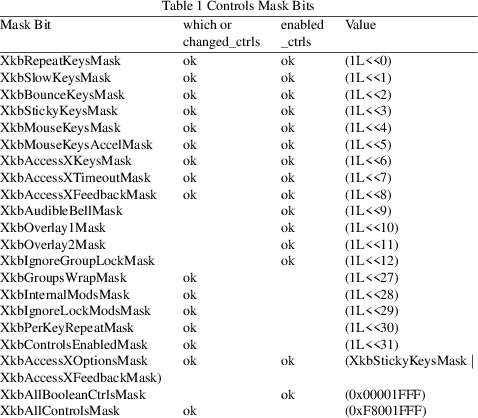 Table 1 Controls Mask Bits
Mask Bit which or enabled Value
changed_ctrls _ctrls
XkbRepeatKeysMask ok ok (1L<<0)
XkbSlowKeysMask ok ok (1L<<1)
XkbBounceKeysMask ok ok (1L<<2)
XkbStickyKeysMask ok ok (1L<<3)
XkbMouseKeysMask ok ok (1L<<4)
XkbMouseKeysAccelMask ok ok (1L<<5)
XkbAccessXKeysMask ok ok (1L<<6)
XkbAccessXTimeoutMask ok ok (1L<<7)
XkbAccessXFeedbackMask ok ok (1L<<8)
XkbAudibleBellMask ok (1L<<9)
XkbOverlay1Mask ok (1L<<10)
XkbOverlay2Mask ok (1L<<11)
XkbIgnoreGroupLockMask ok (1L<<12)
XkbGroupsWrapMask ok (1L<<27)
XkbInternalModsMask ok (1L<<28)
XkbIgnoreLockModsMask ok (1L<<29)
XkbPerKeyRepeatMask ok (1L<<30)
XkbControlsEnabledMask ok (1L<<31)
XkbAccessXOptionsMask ok ok (XkbStickyKeysMask |
XkbAccessXFeedbackMask)
XkbAllBooleanCtrlsMask ok (0x00001FFF)
XkbAllControlsMask ok (0xF8001FFF)